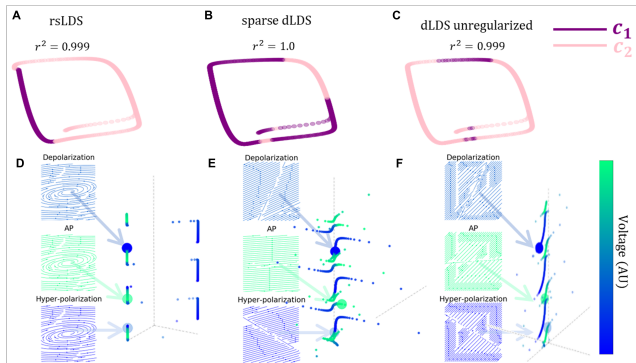 A
rsLDS
r² = 0.999
B
sparse dLDS
r² = 1.0
C
dLDS unregularized
r² = 0.999
c₁
c₂
D
Depolarization
AP
Hyper-polarization
E
Depolarization
AP
Hyper-polarization
F
Depolarization
AP
Hyper-polarization
Voltage (AU)